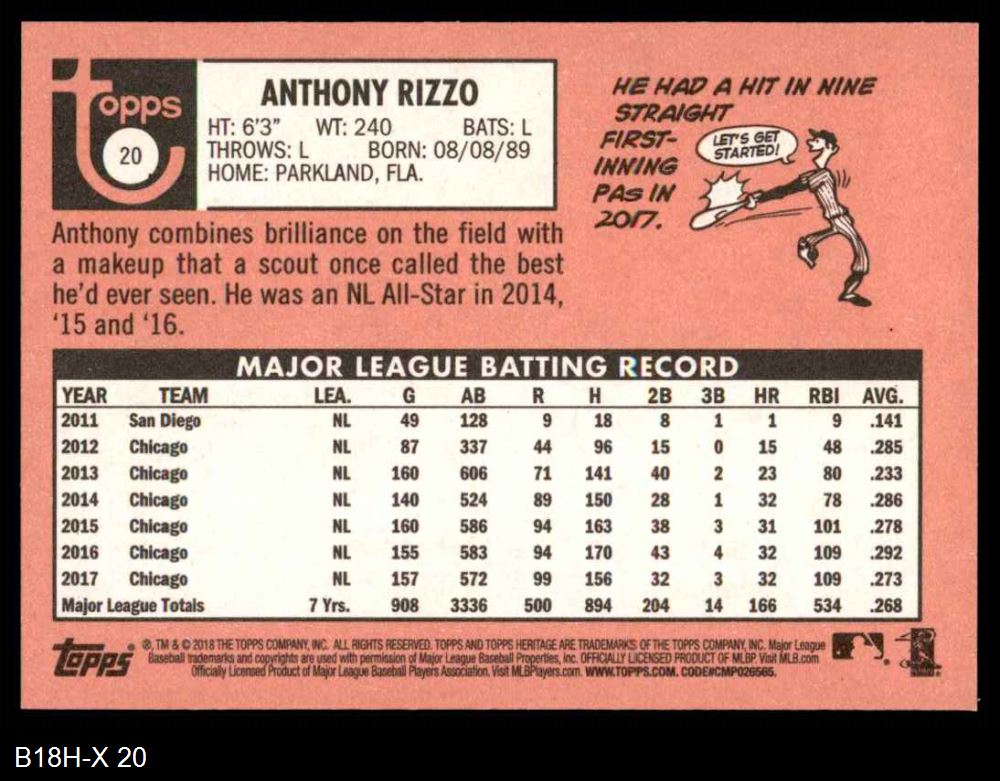 topps
20
ANTHONY RIZZO
HT: 6'3" WT: 240 BATS: L
THROWS: L BORN: 08/08/89
HOME: PARKLAND, FLA.
HE HAD A HIT IN NINE
STRAIGHT
FIRST-
INNING
PAS IN
2017.
LET'S GET
STARTED!
Anthony combines brilliance on the field with
a makeup that a scout once called the best
he'd ever seen. He was an NL All-Star in 2014,
'15 and '16.
MAJOR LEAGUE BATTING RECORD
YEAR TEAM LEA. G AB R H 2B 3B HR RBI AVG.
2011 San Diego NL 49 128 9 18 8 1 1 9 .141
2012 Chicago NL 87 337 44 96 15 0 15 48 .285
2013 Chicago NL 160 606 71 141 40 2 23 80 .233
2014 Chicago NL 140 524 89 150 28 1 32 78 .286
2015 Chicago NL 160 586 94 163 38 3 31 101 .278
2016 Chicago NL 155 583 94 170 43 4 32 109 .292
2017 Chicago NL 157 572 99 156 32 3 32 109 .273
Major League Totals 7 Yrs. 908 3336 500 894 204 14 166 534 .268
topps
®, TM & © 2018 THE TOPPS COMPANY, INC. ALL RIGHTS RESERVED. TOPPS AND TOPPS HERITAGE ARE TRADEMARKS OF THE TOPPS COMPANY, INC. Major League
Baseball trademarks and copyrights are used with permission of Major League Baseball Properties, Inc. OFFICIALLY LICENSED PRODUCT OF MLBP. Visit MLB.com
Officially Licensed Product of Major League Baseball Players Association. Visit MLBPlayers.com. WWW.TOPPS.COM. CODE#CMP026565.
B18H-X 20